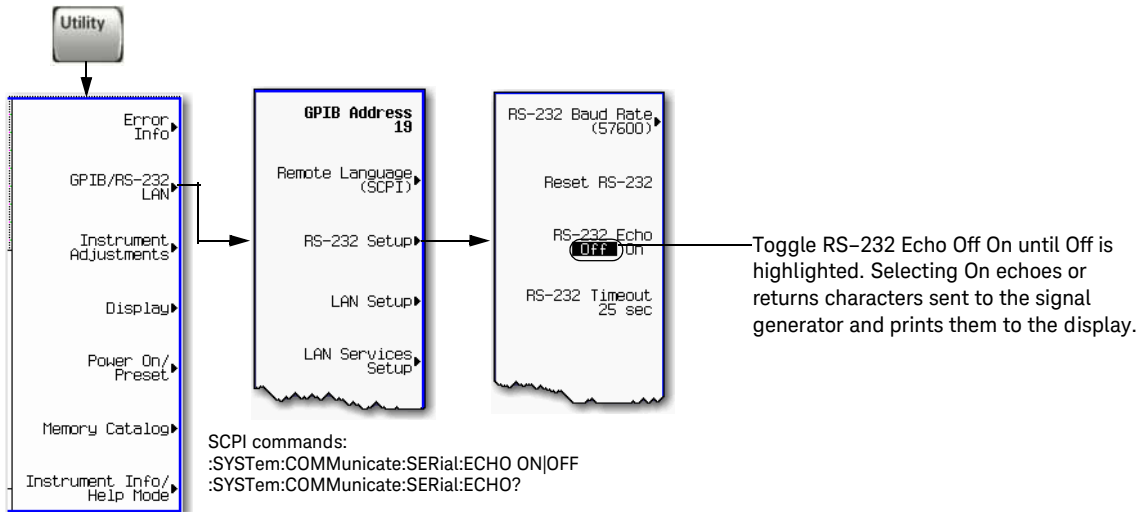 Utility
Error
Info
GPIB/RS-232
LAN
Instrument
Adjustments
Display
Power On/
Preset
Memory Catalog
Instrument Info/
Help Mode
GPIB Address
19
Remote Language
(SCPI)
RS-232 Setup
LAN Setup
LAN Services
Setup
RS-232 Baud Rate
(57600)
Reset RS-232
RS-232 Echo
Off On
RS-232 Timeout
25 sec
Toggle RS-232 Echo Off On until Off is
highlighted. Selecting On echoes or
returns characters sent to the signal
generator and prints them to the display.
SCPI commands:
:SYSTem:COMMunicate:SERial:ECHO ON|OFF
:SYSTem:COMMunicate:SERial:ECHO?